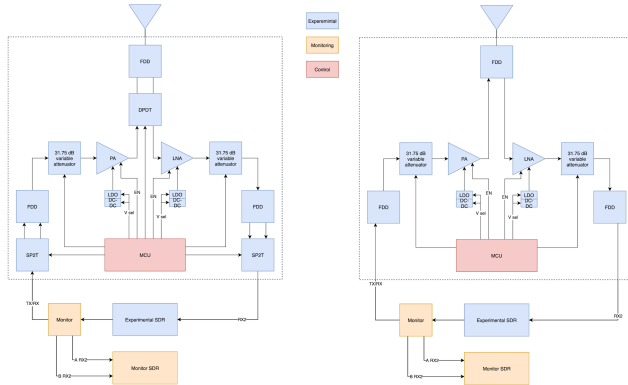 Experemintal
Monitoring
Control
FDD
DPDT
31.75 dB
variable
attenuator
PA
LNA
31.75 dB
variable
attenuator
LDO
DC-
DC
EN
EN
LDO
DC-
DC
V sel
V sel
FDD
FDD
SP2T
MCU
SP2T
TX/RX
RX2
Monitor
Experimental SDR
A RX2
B RX2
Monitor SDR
FDD
31.75 dB
variable
attenuator
PA
LNA
31.75 dB
variable
attenuator
LDO
DC-
DC
EN
EN
LDO
DC-
DC
V sel
V sel
FDD
FDD
MCU
TX/RX
RX2
Monitor
Experimental SDR
A RX2
B RX2
Monitor SDR